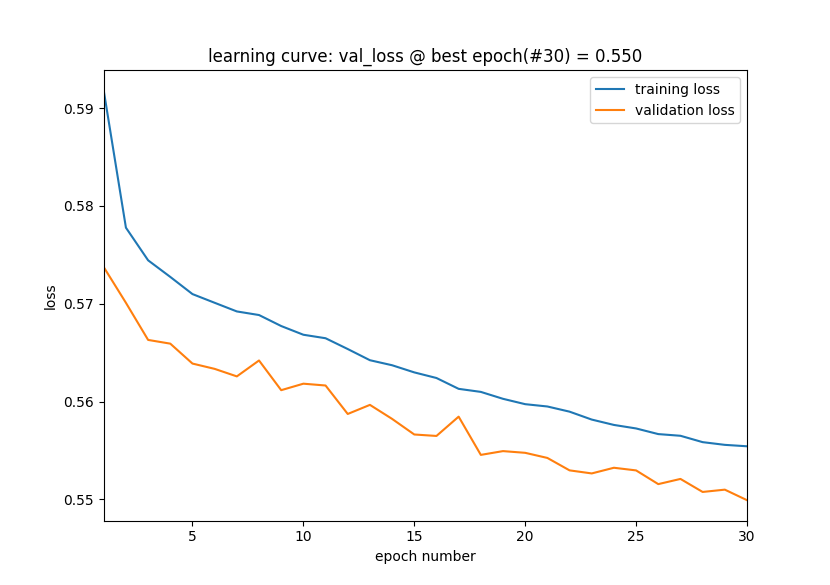 learning curve: val_loss @ best epoch(#30) = 0.550
training loss
validation loss
0.59
0.58
0.57
0.56
0.55
loss
5
10
15
20
25
30
epoch number